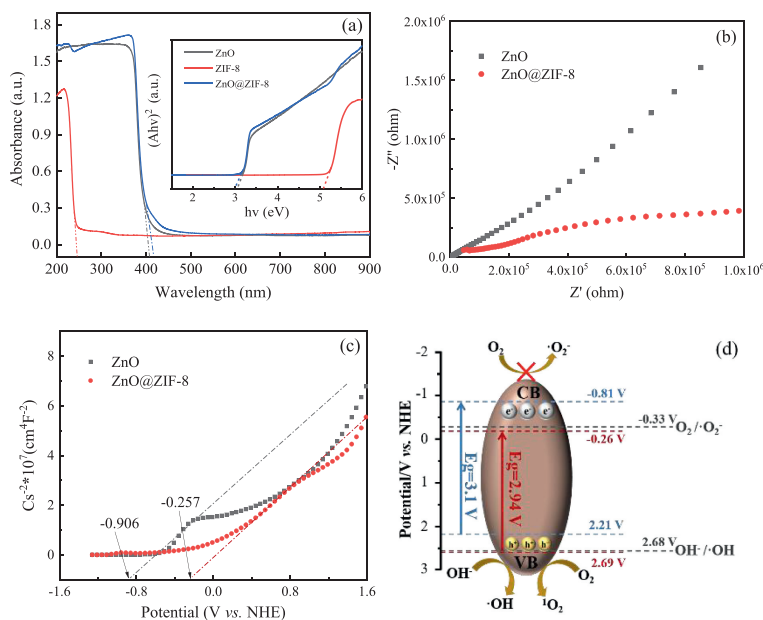 (a)
Absorbance (a.u.)
1.8
1.5
1.2
0.9
0.6
0.3
0.0
200 300 400 500 600 700 800 900
Wavelength (nm)
ZnO
ZIF-8
ZnO@ZIF-8
(Ahν)²  (a.u.)
2 3 4 5 6
hν (eV)
(b)
ZnO
ZnO@ZIF-8
-Z'' (ohm)
2.0x10⁶
1.5x10⁶
1.0x10⁶
5.0x10⁵
0.0
0.0 2.0x10⁵ 4.0x10⁵ 6.0x10⁵ 8.0x10⁵ 1.0x10⁶
Z' (ohm)
(c)
ZnO
ZnO@ZIF-8
Cs⁻²*10⁷(cm⁴F⁻²)
8
6
4
2
0
-0.906
-0.257
-1.6 -0.8 0.0 0.8 1.6
Potential (V vs. NHE)
(d)
Potential/V vs. NHE
-2
-1
0
1
2
3
O₂ ·O₂⁻
CB
e⁻ e⁻ e⁻
-0.81 V
-0.33 V
O₂/·O₂⁻
-0.26 V
Eg=3.1 V
Eg=2.94 V
2.21 V
h⁺ h⁺ h⁺
2.68 V
OH⁻/·OH
VB
2.69 V
OH⁻ O₂
·OH ¹O₂